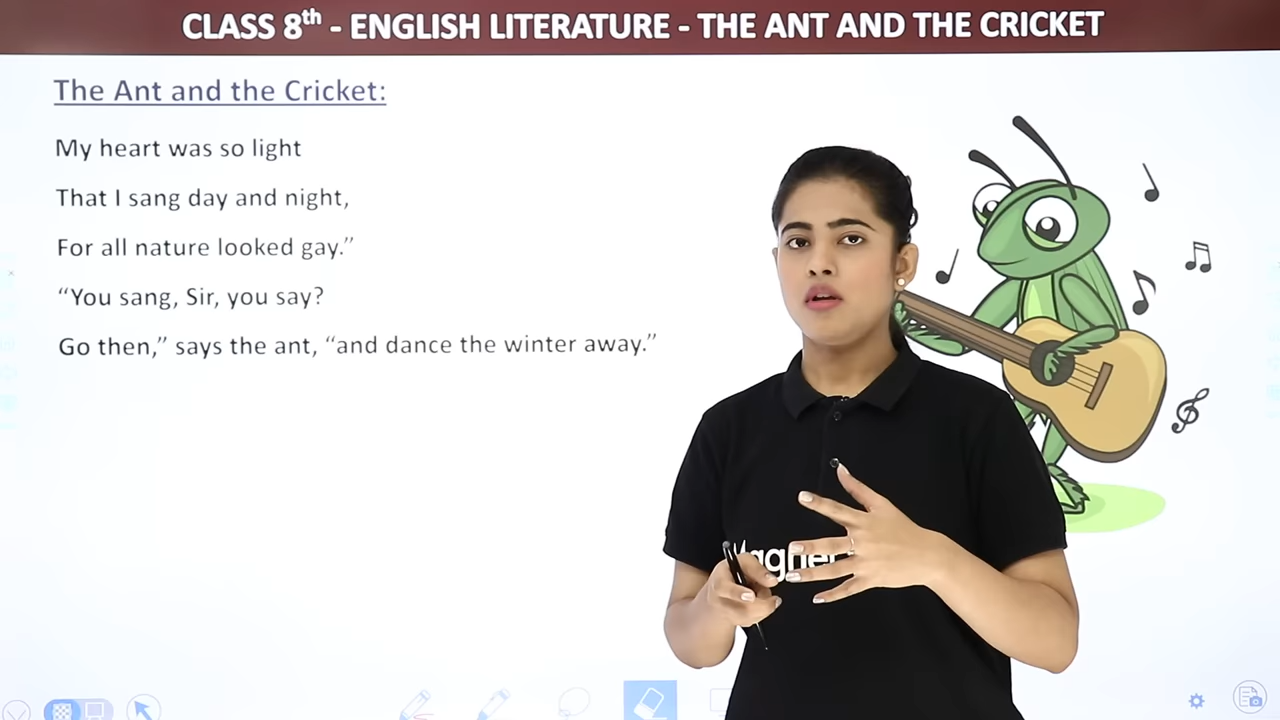 CLASS 8th - ENGLISH LITERATURE - THE ANT AND THE CRICKET
The Ant and the Cricket:
My heart was so light
That I sang day and night,
For all nature looked gay.”
“You sang, Sir, you say?
Go then,” says the ant, “and dance the winter away.”